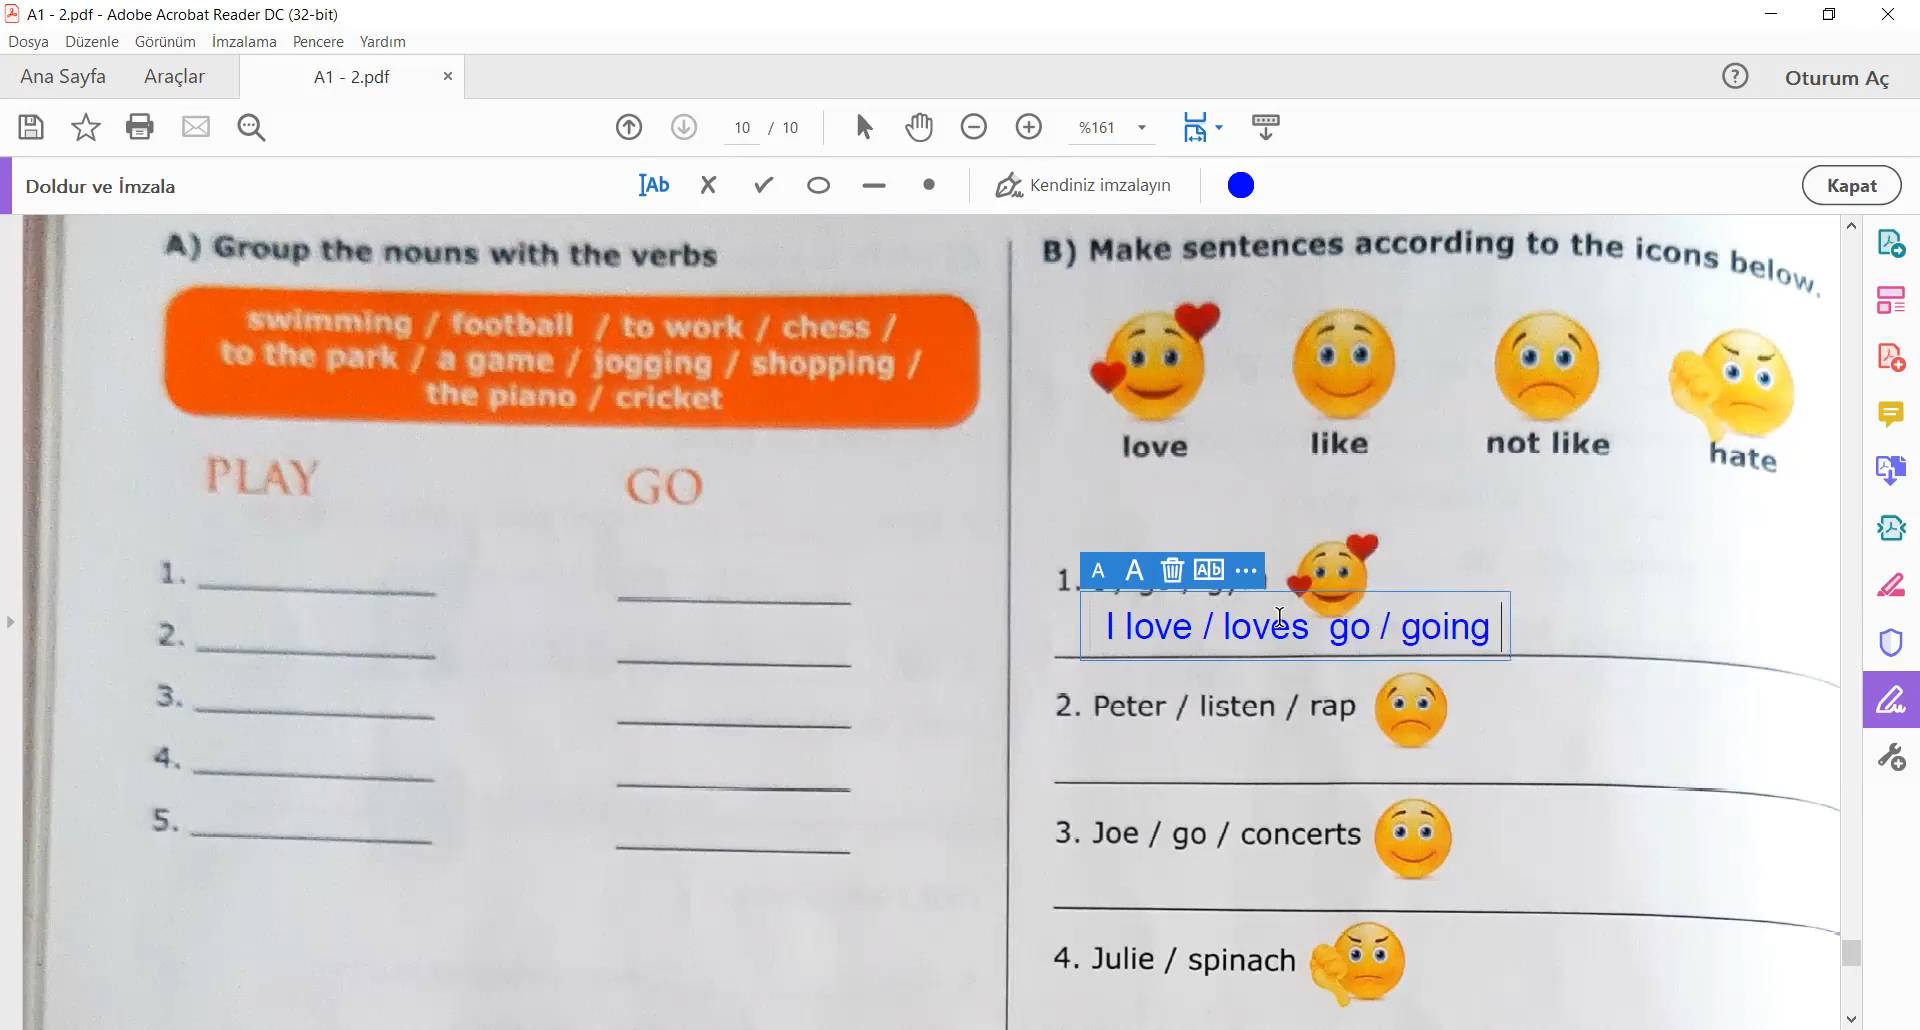 A1 - 2.pdf - Adobe Acrobat Reader DC (32-bit)
Dosya Düzenle Görünüm İmzalama Pencere Yardım
Ana Sayfa Araçlar A1 - 2.pdf Oturum Aç
10 / 10 %161
Doldur ve İmzala Kendiniz imzalayın Kapat
A) Group the nouns with the verbs
swimming / football / to work / chess /
to the park / a game / jogging / shopping /
the piano / cricket
PLAY GO
1.
2.
3.
4.
5.
B) Make sentences according to the icons below.
love like not like hate
1.
I love / loves go / going
2. Peter / listen / rap
3. Joe / go / concerts
4. Julie / spinach